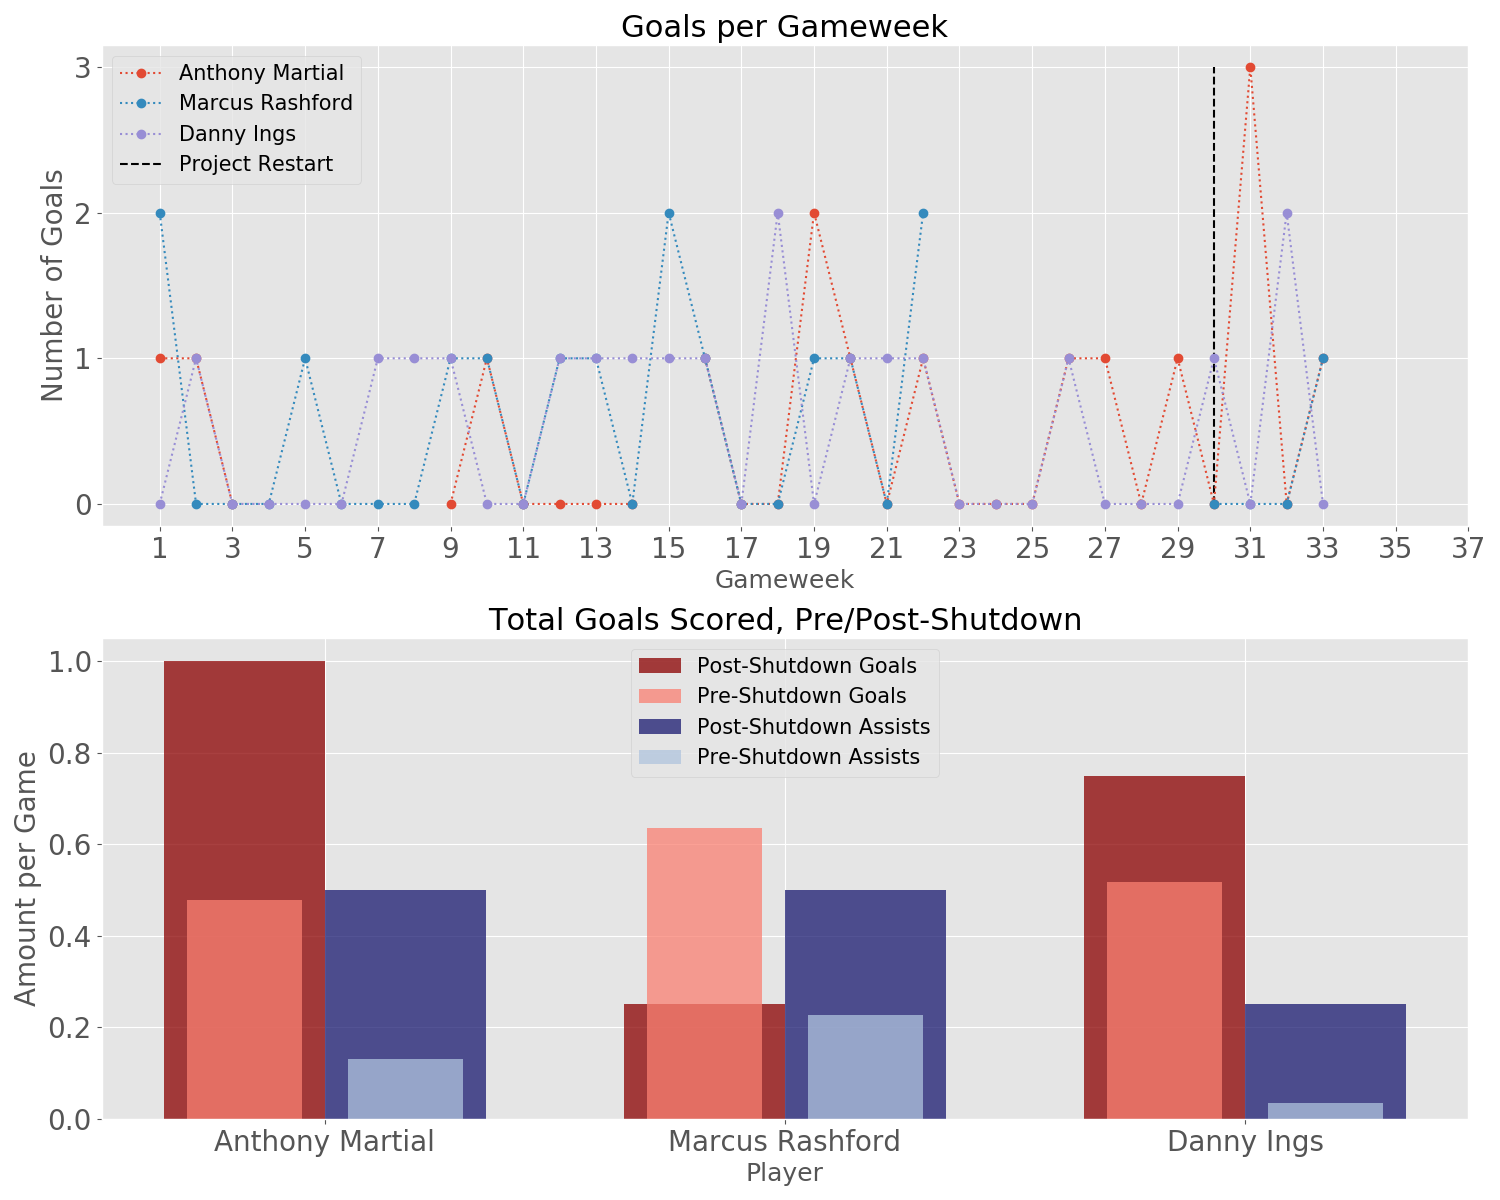 Goals per Gameweek
Anthony Martial
Marcus Rashford
Danny Ings
Project Restart
Number of Goals
3
2
1
0
1 3 5 7 9 11 13 15 17 19 21 23 25 27 29 31 33 35 37
Gameweek
Total Goals Scored, Pre/Post-Shutdown
Post-Shutdown Goals
Pre-Shutdown Goals
Post-Shutdown Assists
Pre-Shutdown Assists
Amount per Game
1.0
0.8
0.6
0.4
0.2
0.0
Anthony Martial Marcus Rashford Danny Ings
Player